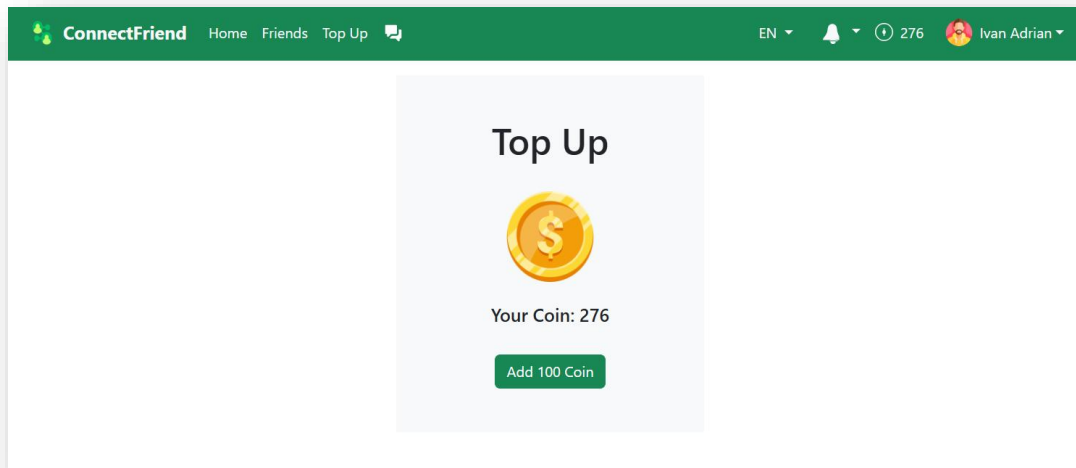 ConnectFriend Home Friends Top Up EN 276 Ivan Adrian
Top Up
$
Your Coin: 276
Add 100 Coin